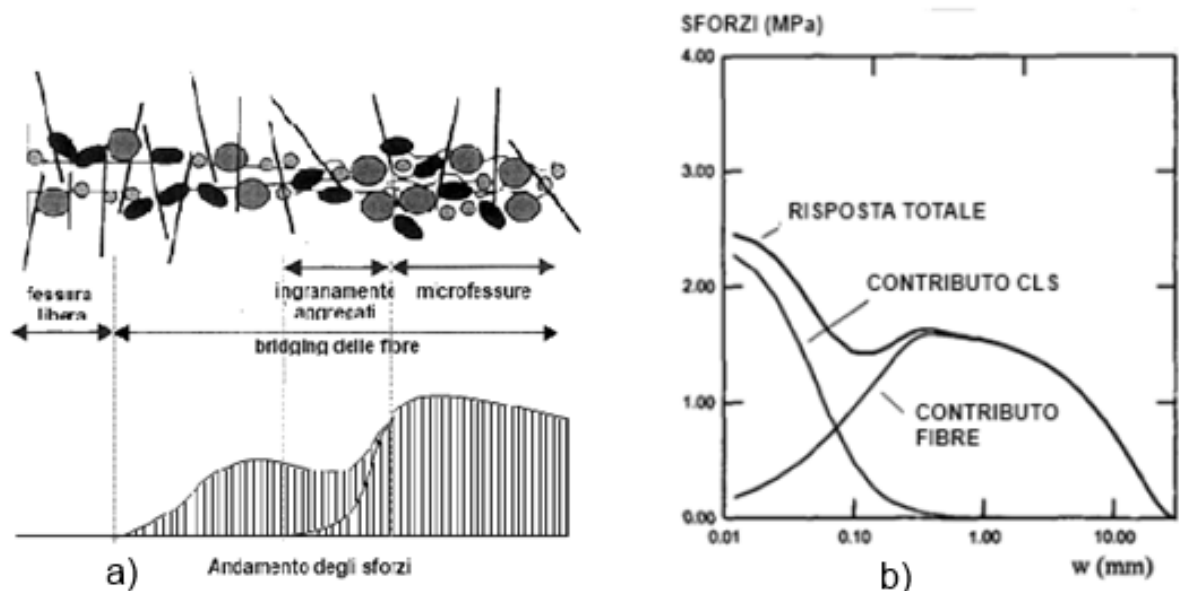 fessura
libera
ingranamento
aggregati
microfessure
bridging delle fibre
Andamento degli sforzi
a)
SFORZI (MPa)
4.00
3.00
2.00
1.00
0.00
RISPOSTA TOTALE
CONTRIBUTO CLS
CONTRIBUTO
FIBRE
0.01
0.10
1.00
10.00
w (mm)
b)